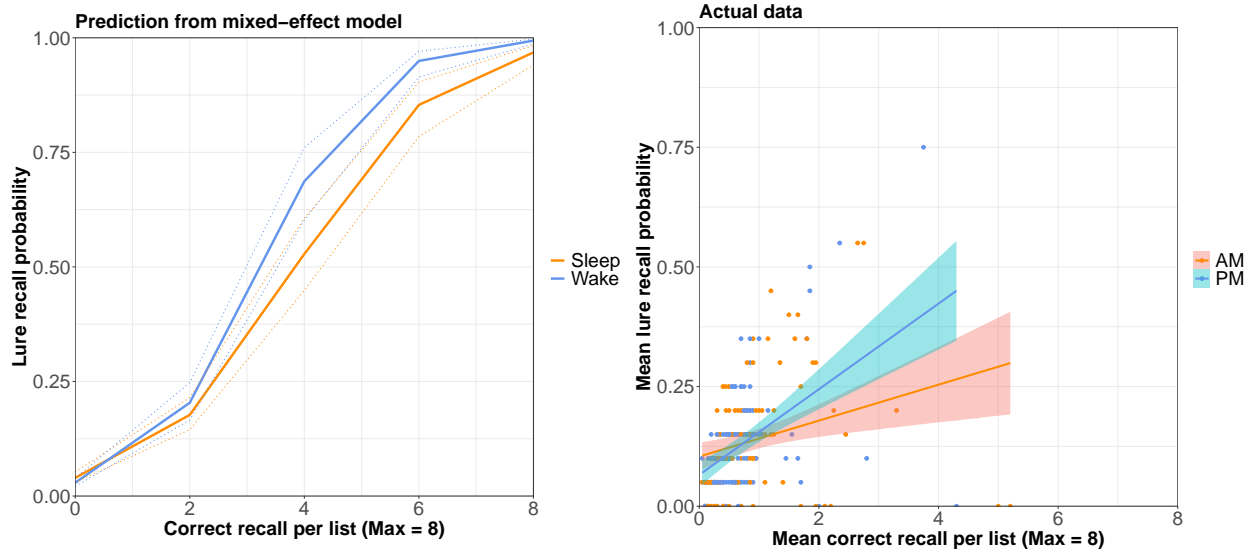 Prediction from mixed−effect model
1.00
0.75
0.50
0.25
0.00
0 2 4 6 8
Lure recall probability
Correct recall per list (Max = 8)
Sleep
Wake
Actual data
1.00
0.75
0.50
0.25
0.00
0 2 4 6 8
Mean lure recall probability
Mean correct recall per list (Max = 8)
AM
PM